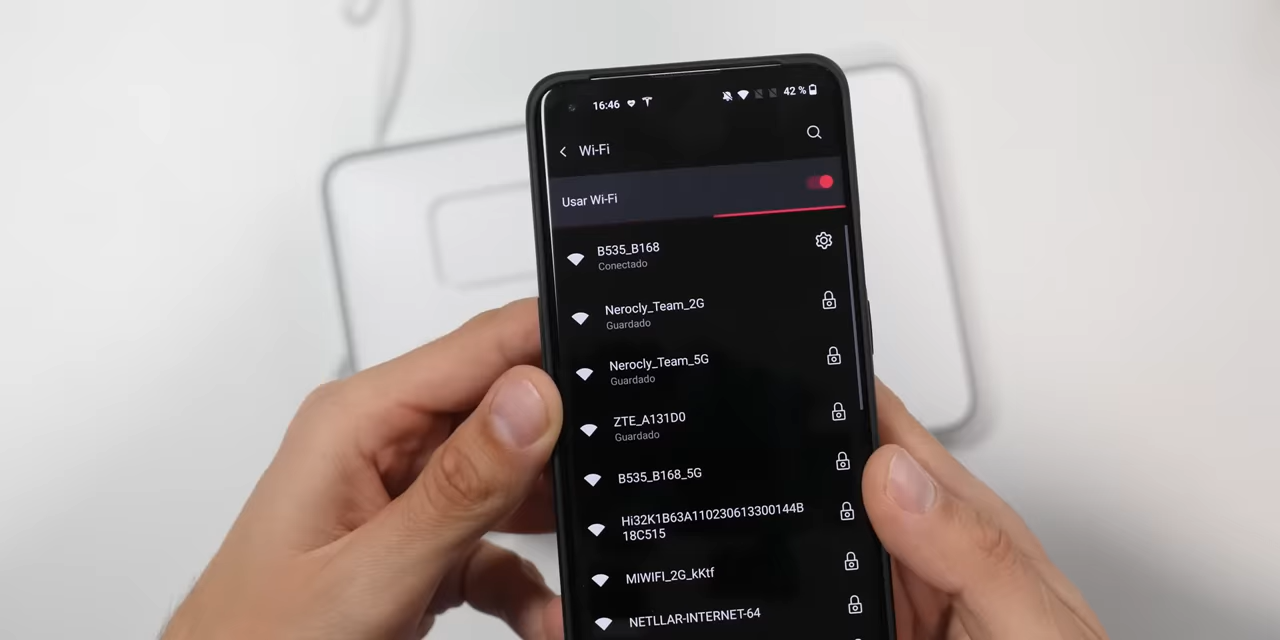 16:46
42 %
Wi-Fi
Usar Wi-Fi
B535_B168
Conectado
Nerocly_Team_2G
Guardado
Nerocly_Team_5G
Guardado
ZTE_A131D0
Guardado
B535_B168_5G
Hi32K1B63A110230613300144B
18C515
MIWIFI_2G_kKtf
NETLLAR-INTERNET-64